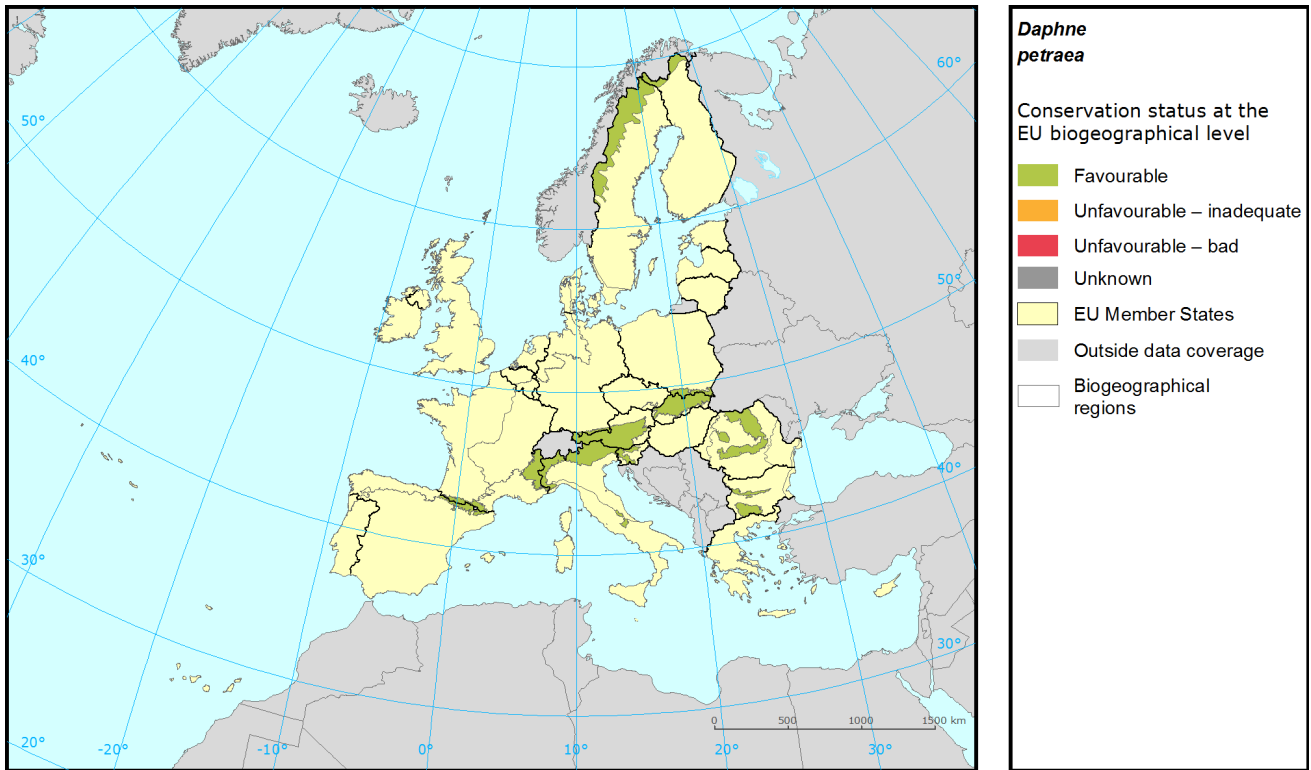 Daphne
petraea
Conservation status at the
EU biogeographical level
Favourable
Unfavourable – inadequate
Unfavourable – bad
Unknown
EU Member States
Outside data coverage
Biogeographical
regions
60°
50°
50°
40°
40°
30°
30°
20°
-20°
-10°
0°
10°
20°
30°
0
500
1000
1500 km